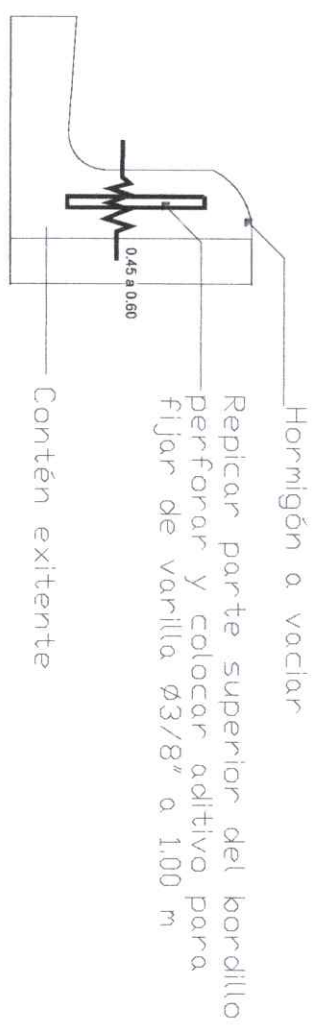 Hormigón a vaciar
Repicar parte superior del bordillo
perforar y colocar aditivo para
fijar de varilla Ø3/8" a 1.00 m
0.45 a 0.60
Contén exitente